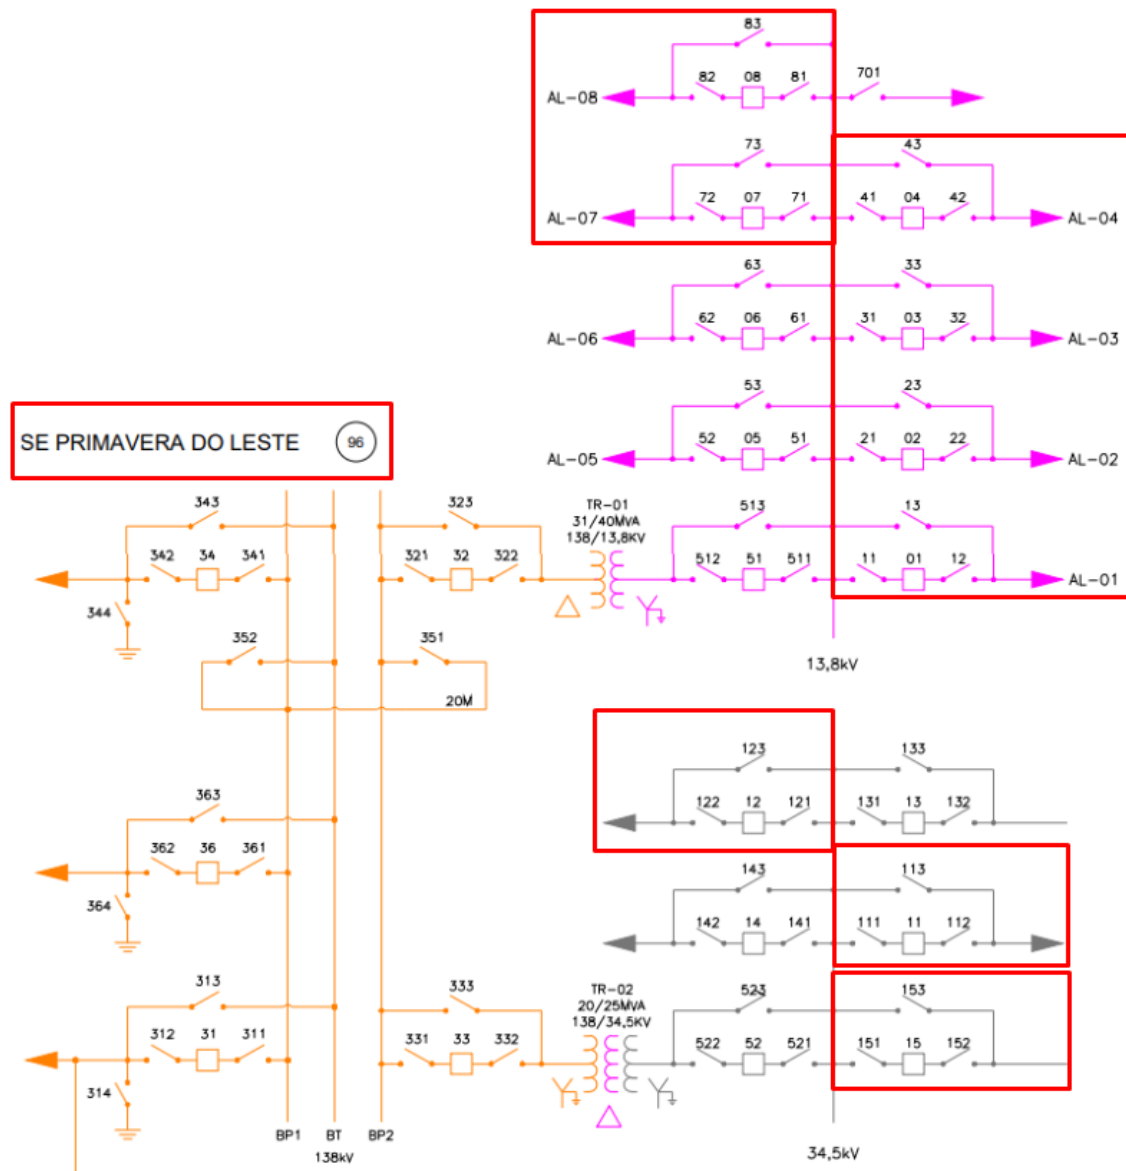 83
82 08 81 701
AL-08
73 43
72 07 71 41 04 42
AL-07 AL-04
63 33
62 06 61 31 03 32
AL-06 AL-03
53 23
52 05 51 21 02 22
AL-05 AL-02
SE PRIMAVERA DO LESTE 96
343 323
TR-01
31/40MVA
138/13,8KV
513 13
342 34 341 321 32 322
512 51 511 11 01 12
AL-01
344
352 351
20M
13,8kV
123 133
122 12 121 131 13 132
363
362 36 361
364
143 113
142 14 141 111 11 112
313 333
TR-02
20/25MVA
138/34,5KV
523 153
312 31 311 331 33 332
522 52 521 151 15 152
314
BP1 BT BP2
138kV
34,5kV